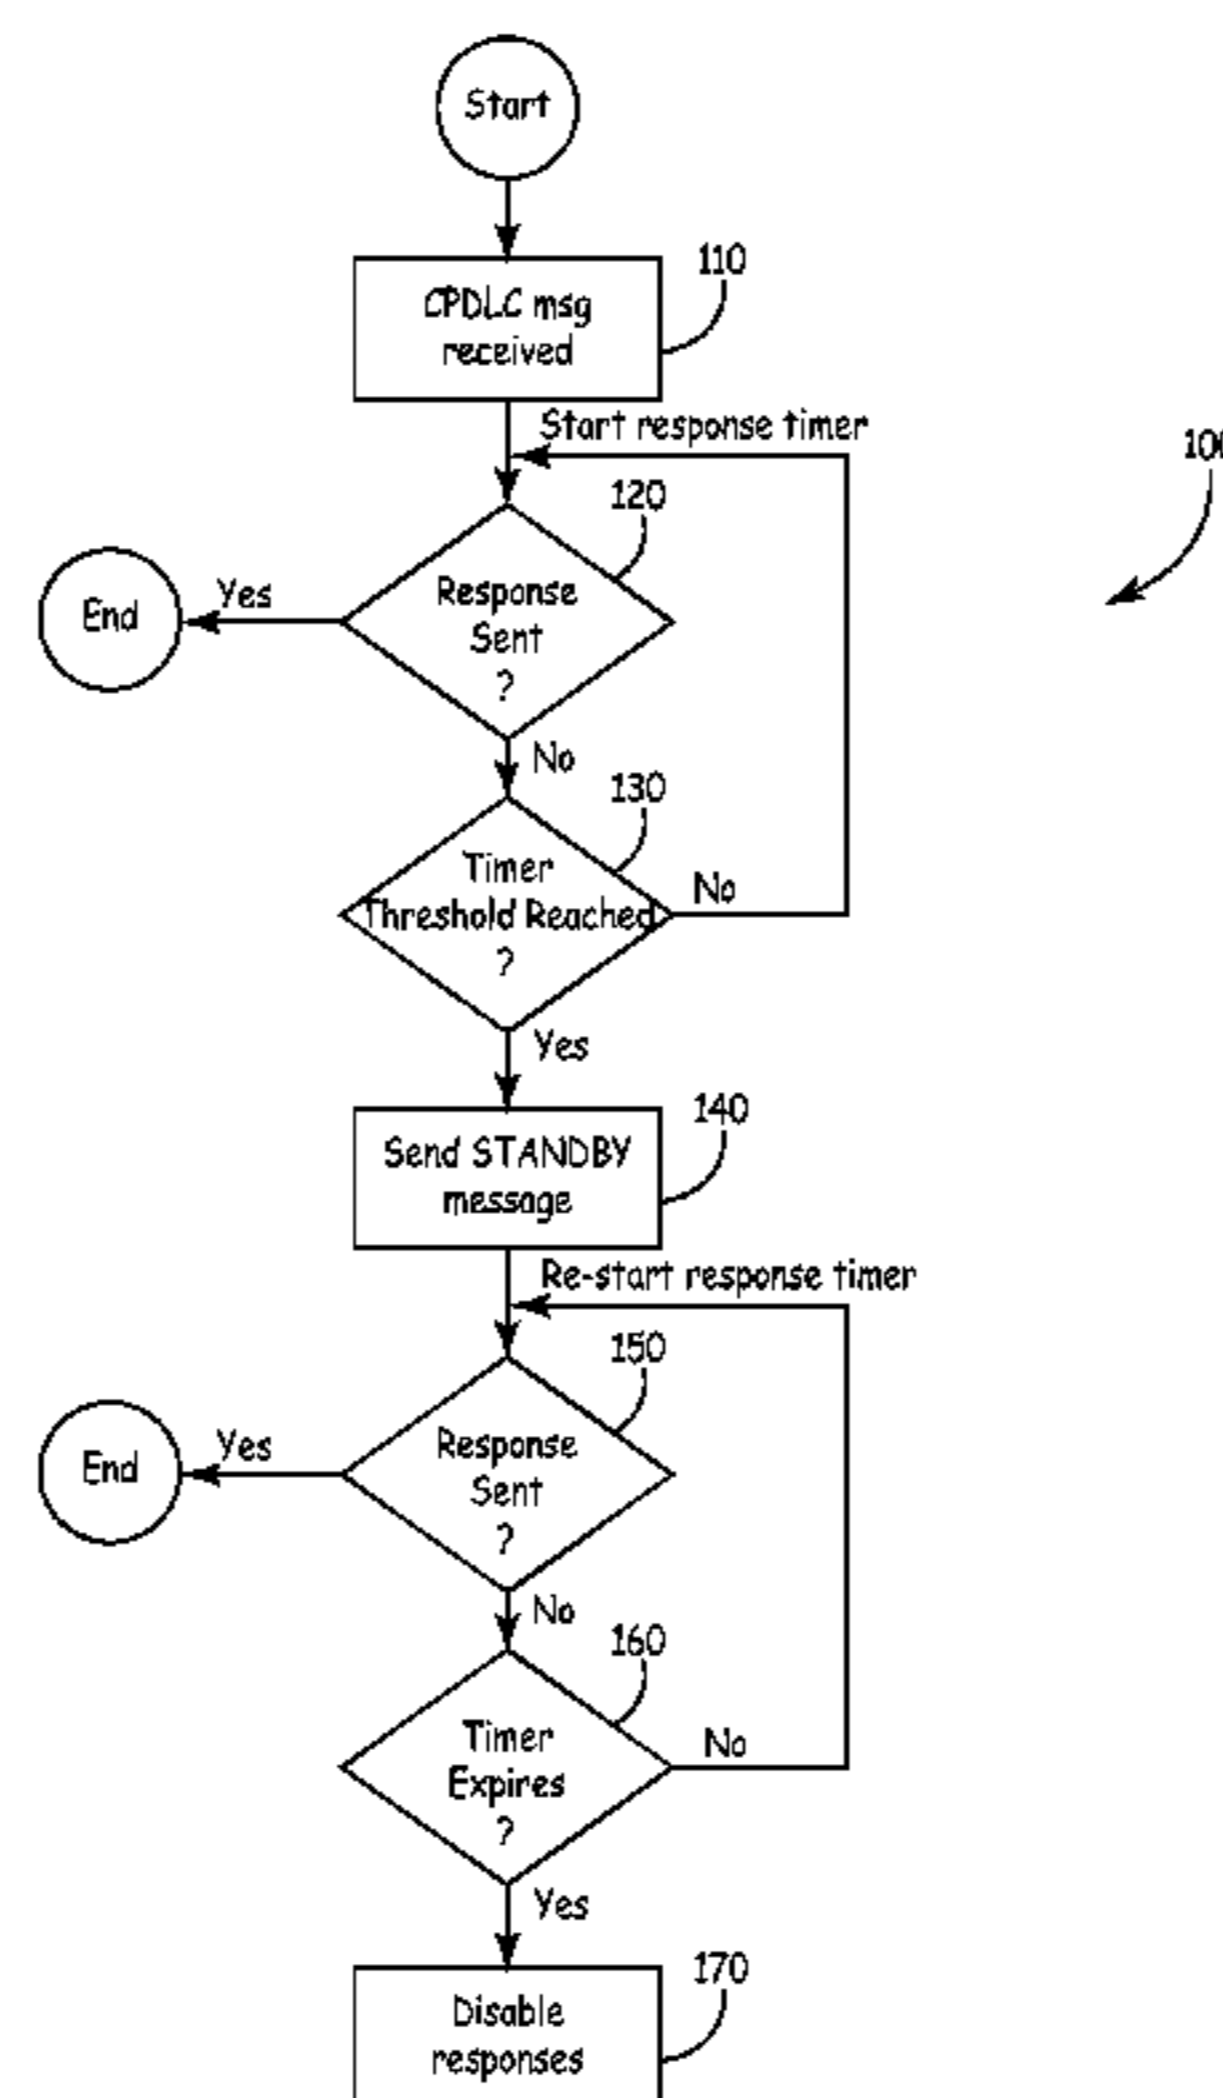 Start
CPDLC msg
received
110
Start response timer
120
Response
Sent
?
Yes
End
No
130
Timer
Threshold Reached
?
No
Yes
Send STANDBY
message
140
Re-start response timer
150
Response
Sent
?
Yes
End
No
160
Timer
Expires
?
No
Yes
Disable
responses
170